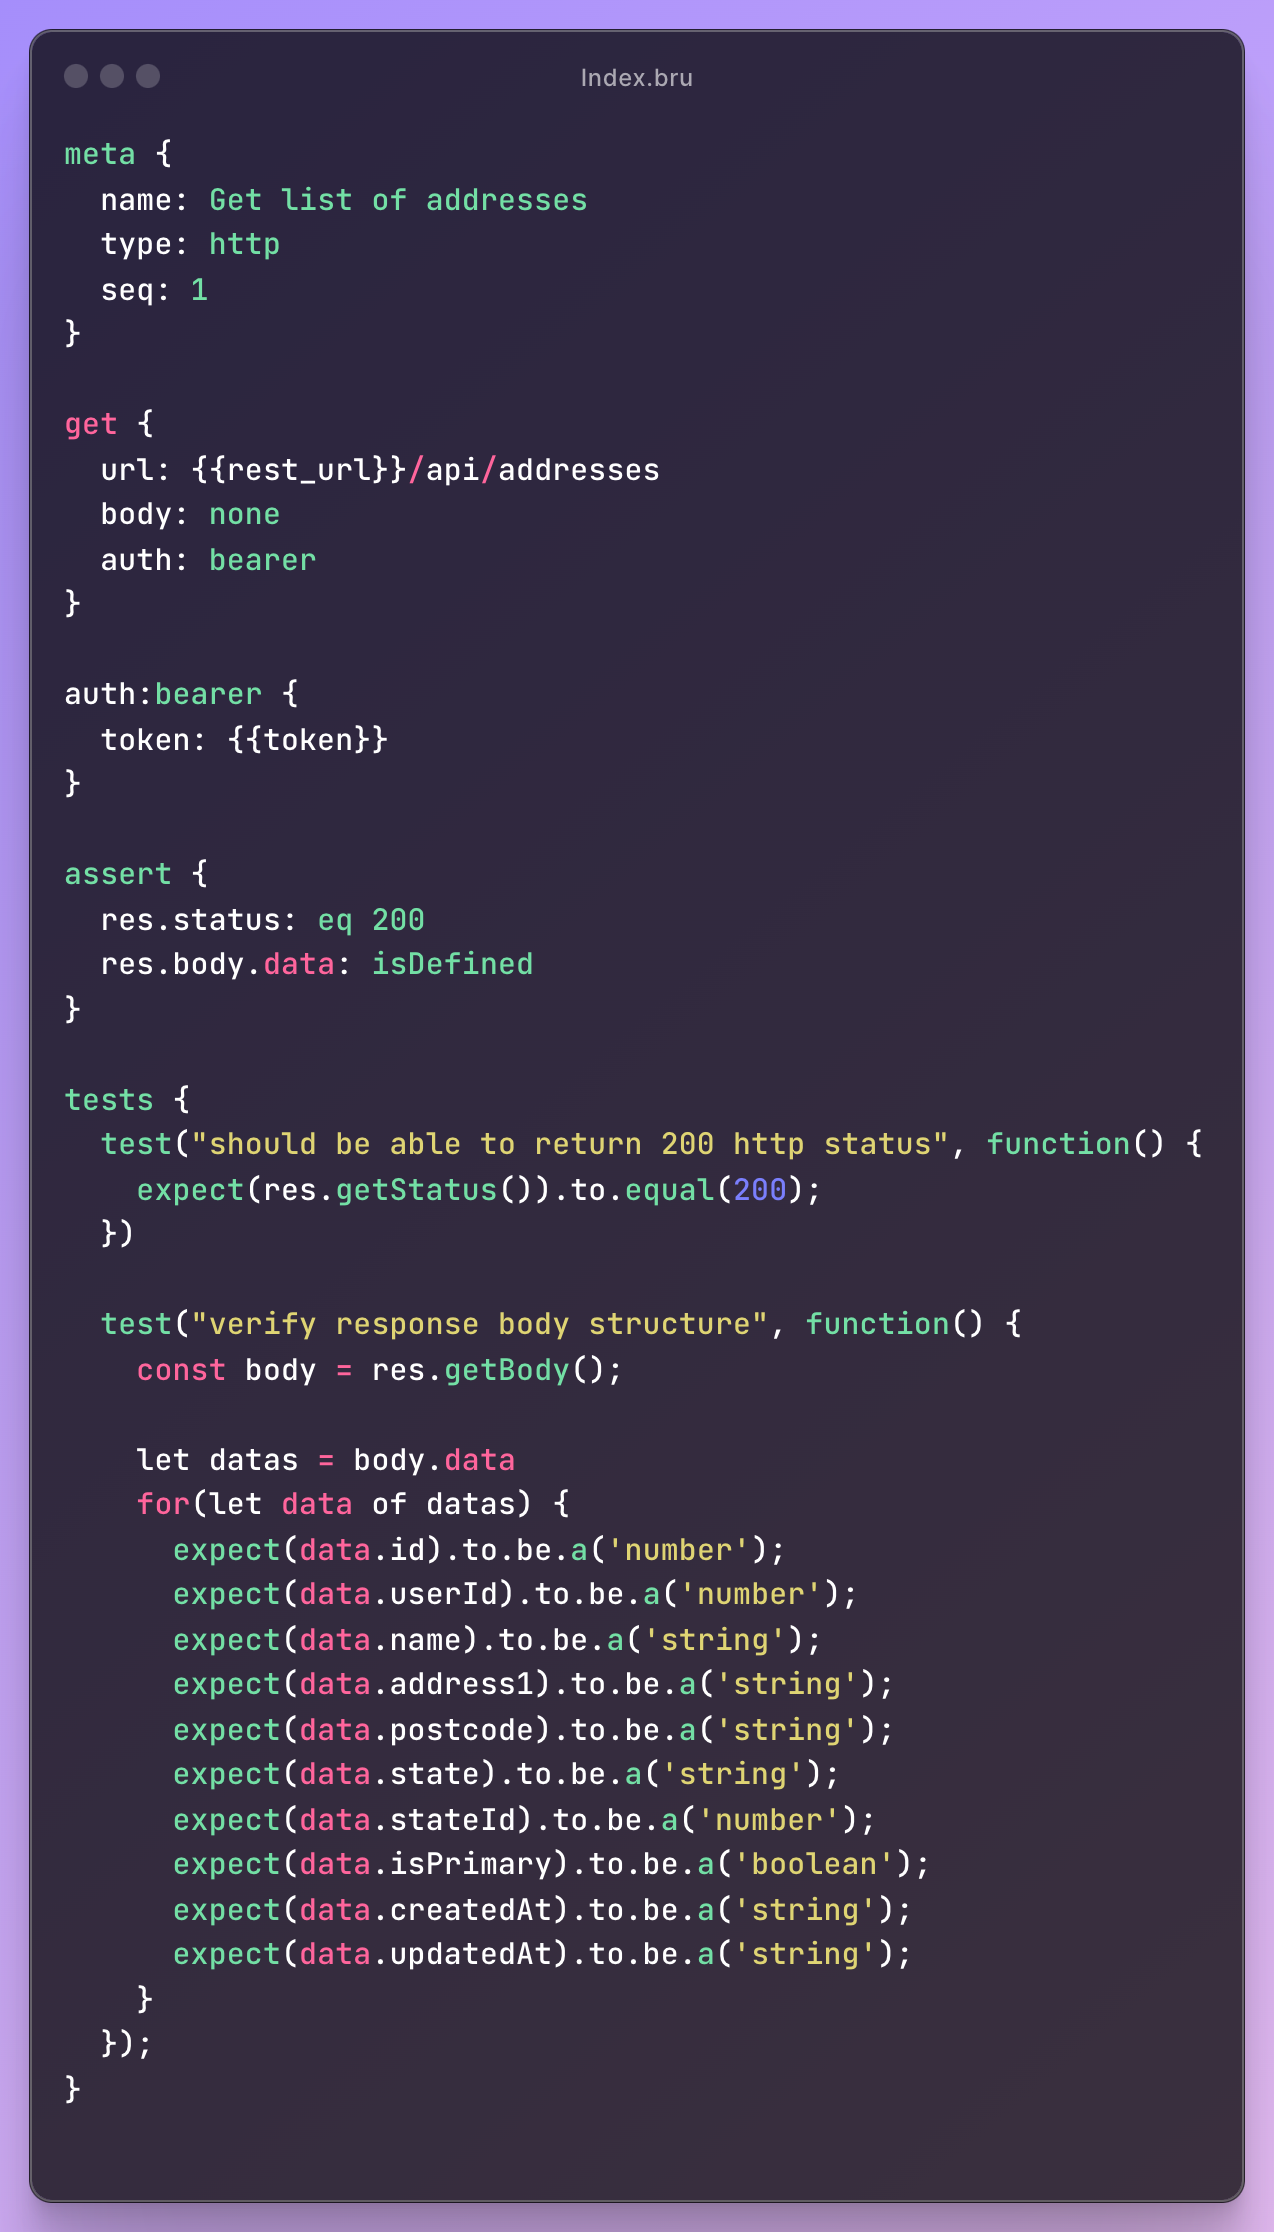 Index.bru
meta {
  name: Get list of addresses
  type: http
  seq: 1
}

get {
  url: {{rest_url}}/api/addresses
  body: none
  auth: bearer
}

auth:bearer {
  token: {{token}}
}

assert {
  res.status: eq 200
  res.body.data: isDefined
}

tests {
  test("should be able to return 200 http status", function() {
    expect(res.getStatus()).to.equal(200);
  })

  test("verify response body structure", function() {
    const body = res.getBody();

    let datas = body.data
    for(let data of datas) {
      expect(data.id).to.be.a('number');
      expect(data.userId).to.be.a('number');
      expect(data.name).to.be.a('string');
      expect(data.address1).to.be.a('string');
      expect(data.postcode).to.be.a('string');
      expect(data.state).to.be.a('string');
      expect(data.stateId).to.be.a('number');
      expect(data.isPrimary).to.be.a('boolean');
      expect(data.createdAt).to.be.a('string');
      expect(data.updatedAt).to.be.a('string');
    }
  });
}